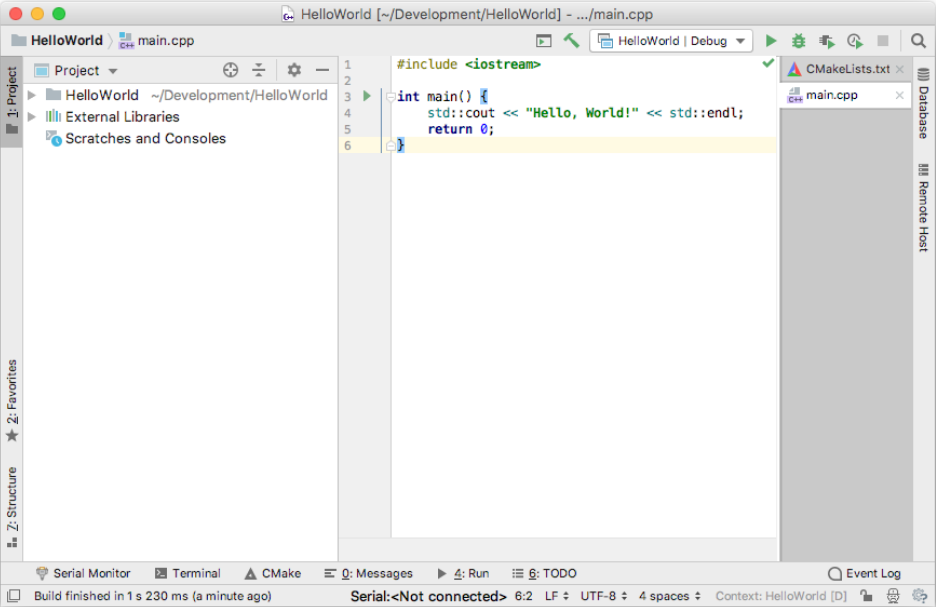 HelloWorld [~/Development/HelloWorld] - .../main.cpp
HelloWorld main.cpp HelloWorld | Debug
1: Project
Project
HelloWorld ~/Development/HelloWorld
External Libraries
Scratches and Consoles
2: Favorites
Z: Structure
1 #include <iostream>
2
3 int main() {
4 std::cout << "Hello, World!" << std::endl;
5 return 0;
6 }
CMakeLists.txt
main.cpp
Database
Remote Host
Serial Monitor Terminal CMake 0: Messages 4: Run 6: TODO Event Log
Build finished in 1 s 230 ms (a minute ago) Serial:<Not connected> 6:2 LF UTF-8 4 spaces Context: HelloWorld [D]